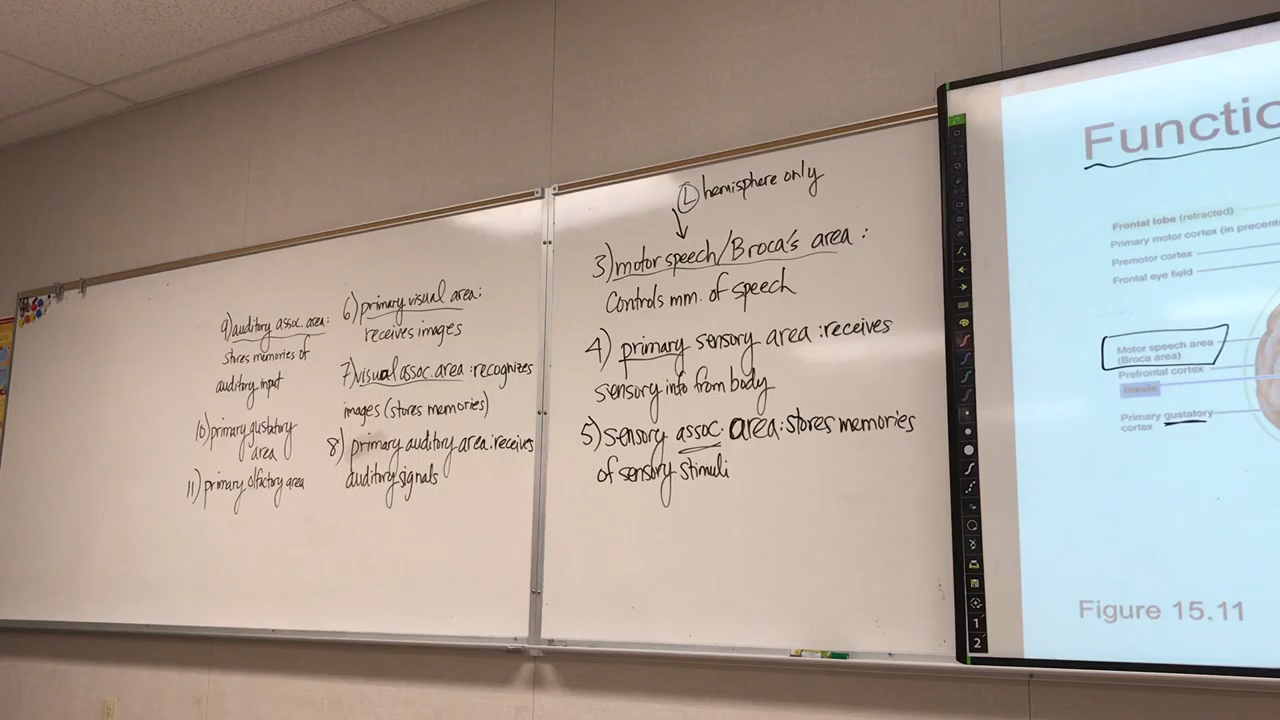 (L) hemisphere only
3) motor speech/Broca's area :
Controls mm. of speech
4) primary sensory area : receives
sensory info from body
5) sensory assoc. area : stores memories
of sensory stimuli
6) primary visual area :
receives images
7) visual assoc. area : recognizes
images (stores memories)
8) primary auditory area : receives
auditory signals
9) auditory assoc. area :
stores memories of
auditory input
10) primary gustatory
area
11) primary olfactory area
Functio
Frontal lobe (retracted)
Primary motor cortex (in precent
Premotor cortex
Frontal eye field
Motor speech area
(Broca area)
Prefrontal cortex
Insula
Primary gustatory
cortex
Figure 15.11
1
2